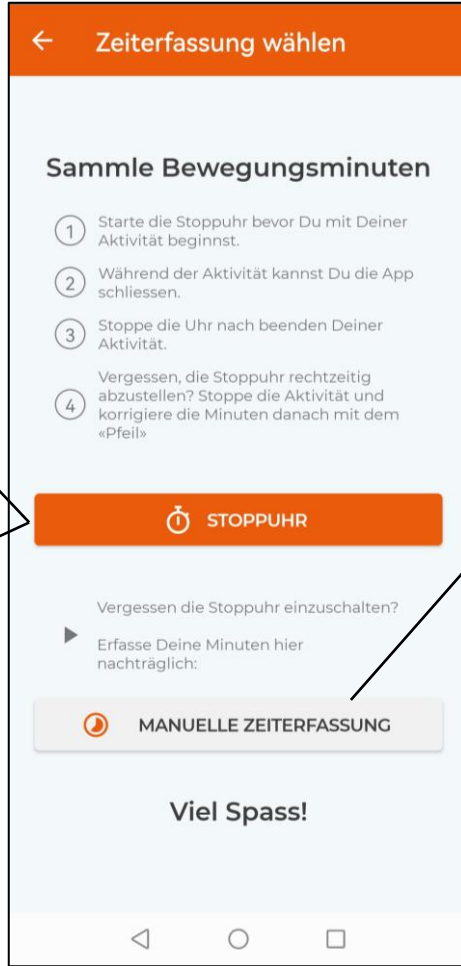 Zeiterfassung wählen
Sammle Bewegungsminuten
1 Starte die Stoppuhr bevor Du mit Deiner
Aktivität beginnst.
2 Während der Aktivität kannst Du die App
schliessen.
3 Stoppe die Uhr nach beenden Deiner
Aktivität.
Vergessen, die Stoppuhr rechtzeitig
4 abzustellen? Stoppe die Aktivität und
korrigiere die Minuten danach mit dem
«Pfeil»
STOPPUHR
Vergessen die Stoppuhr einzuschalten?
Erfasse Deine Minuten hier
nachträglich:
MANUELLE ZEITERFASSUNG
Viel Spass!